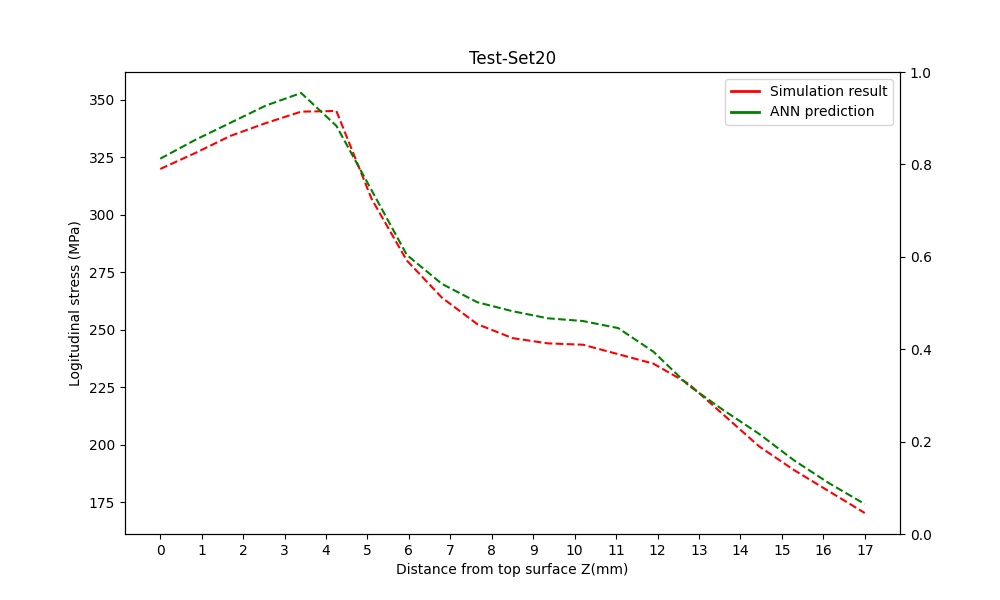 Test-Set20
Simulation result
ANN prediction
Logitudinal stress (MPa)
350
325
300
275
250
225
200
175
1.0
0.8
0.6
0.4
0.2
0.0
0 1 2 3 4 5 6 7 8 9 10 11 12 13 14 15 16 17
Distance from top surface Z(mm)